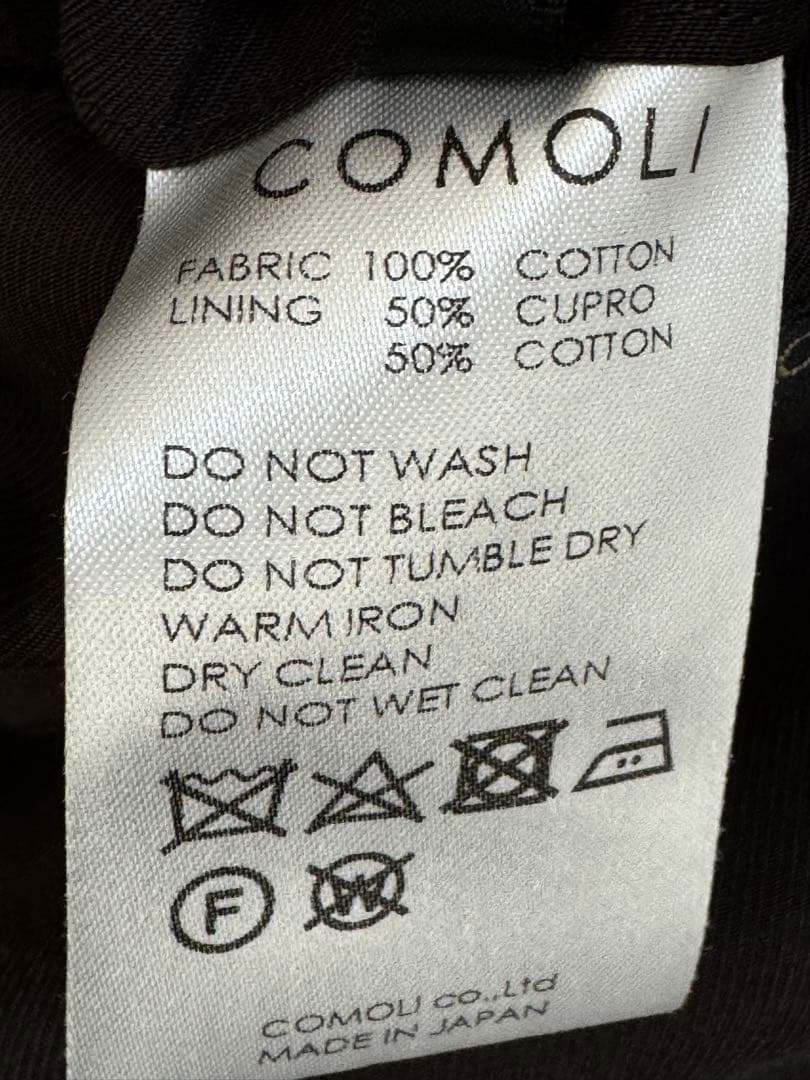 COMOLI
FABRIC 100% COTTON
LINING 50% CUPRO
50% COTTON
DO NOT WASH
DO NOT BLEACH
DO NOT TUMBLE DRY
WARM IRON
DRY CLEAN
DO NOT WET CLEAN
F W
COMOLI co.,Ltd
MADE IN JAPAN